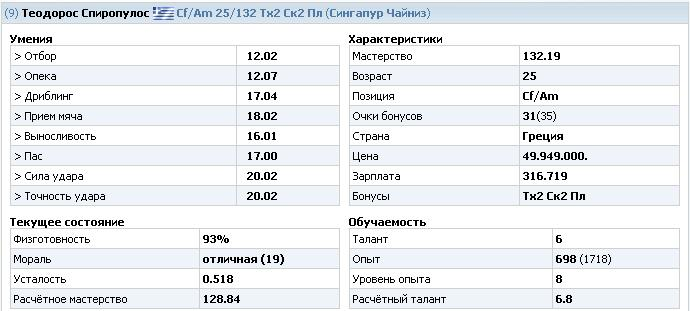 (9) Теодорос Спиропулос Cf/Am 25/132 Тх2 Ск2 Пл (Сингапур Чайниз)
Умения
> Отбор 12.02
> Опека 12.07
> Дриблинг 17.04
> Прием мяча 18.02
> Выносливость 16.01
> Пас 17.00
> Сила удара 20.02
> Точность удара 20.02
Характеристики
Мастерство 132.19
Возраст 25
Позиция Cf/Am
Очки бонусов 31(35)
Страна Греция
Цена 49.949.000.
Зарплата 316.719
Бонусы Тх2 Ск2 Пл
Текущее состояние
Физготовность 93%
Мораль отличная (19)
Усталость 0.518
Расчётное мастерство 128.84
Обучаемость
Талант 6
Опыт 698 (1718)
Уровень опыта 8
Расчётный талант 6.8